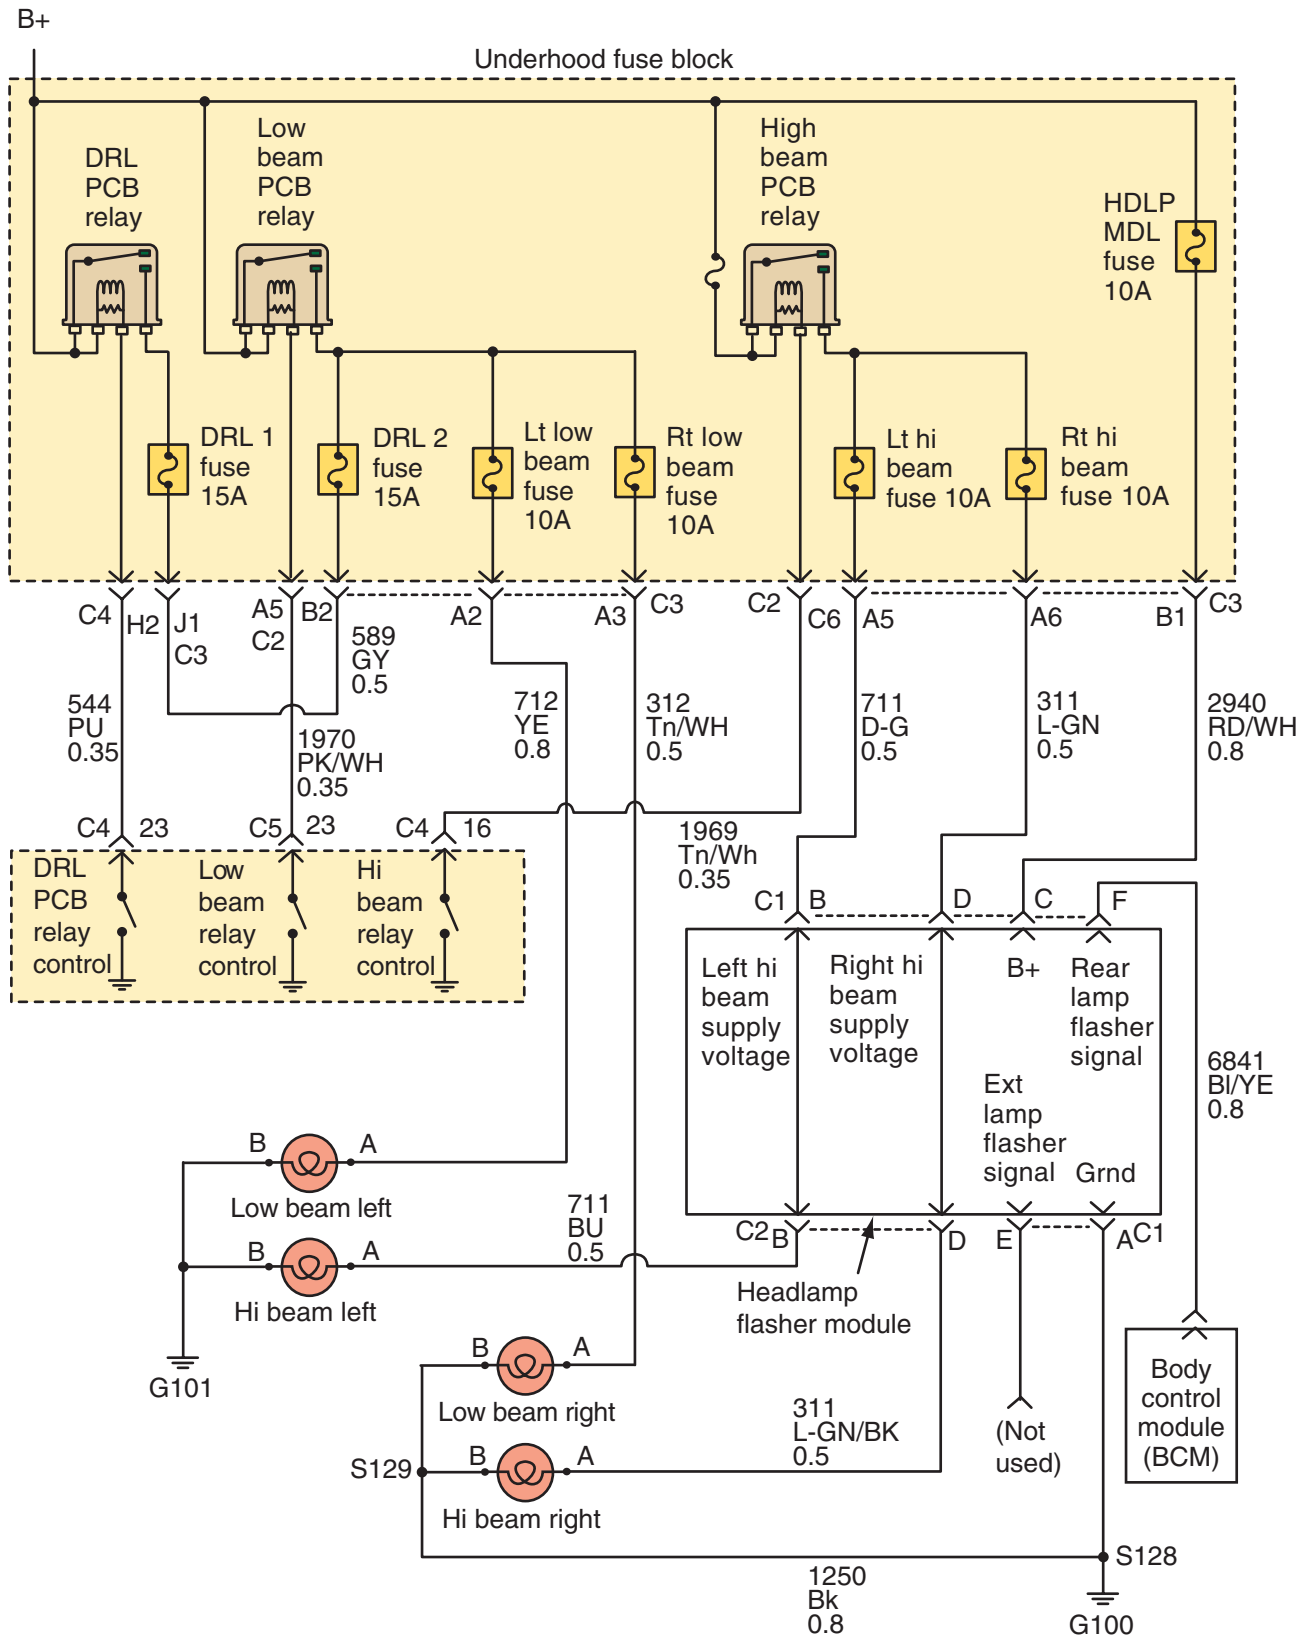 B+
Underhood fuse block
DRL
PCB
relay
Low
beam
PCB
relay
High
beam
PCB
relay
HDLP
MDL
fuse
10A
DRL 1
fuse
15A
DRL 2
fuse
15A
Lt low
beam
fuse
10A
Rt low
beam
fuse
10A
Lt hi
beam
fuse 10A
Rt hi
beam
fuse 10A
C4
H2
J1
C3
A5
C2
B2
A2
A3
C3
C2
C6
A5
A6
B1
C3
544
PU
0.35
589
GY
0.5
1970
PK/WH
0.35
712
YE
0.8
312
Tn/WH
0.5
711
D-G
0.5
311
L-GN
0.5
2940
RD/WH
0.8
C4
23
C5
23
C4
16
1969
Tn/Wh
0.35
DRL
PCB
relay
control
Low
beam
relay
control
Hi
beam
relay
control
C1
B
D
C
F
Left hi
beam
supply
voltage
Right hi
beam
supply
voltage
B+
Rear
lamp
flasher
signal
Ext
lamp
flasher
signal
Grnd
6841
Bl/YE
0.8
B
A
Low beam left
711
BU
0.5
C2
B
D
E
A
C1
B
A
Hi beam left
Headlamp
flasher module
G101
B
A
Low beam right
311
L-GN/BK
0.5
(Not
used)
Body
control
module
(BCM)
S129
B
A
Hi beam right
S128
1250
Bk
0.8
G100